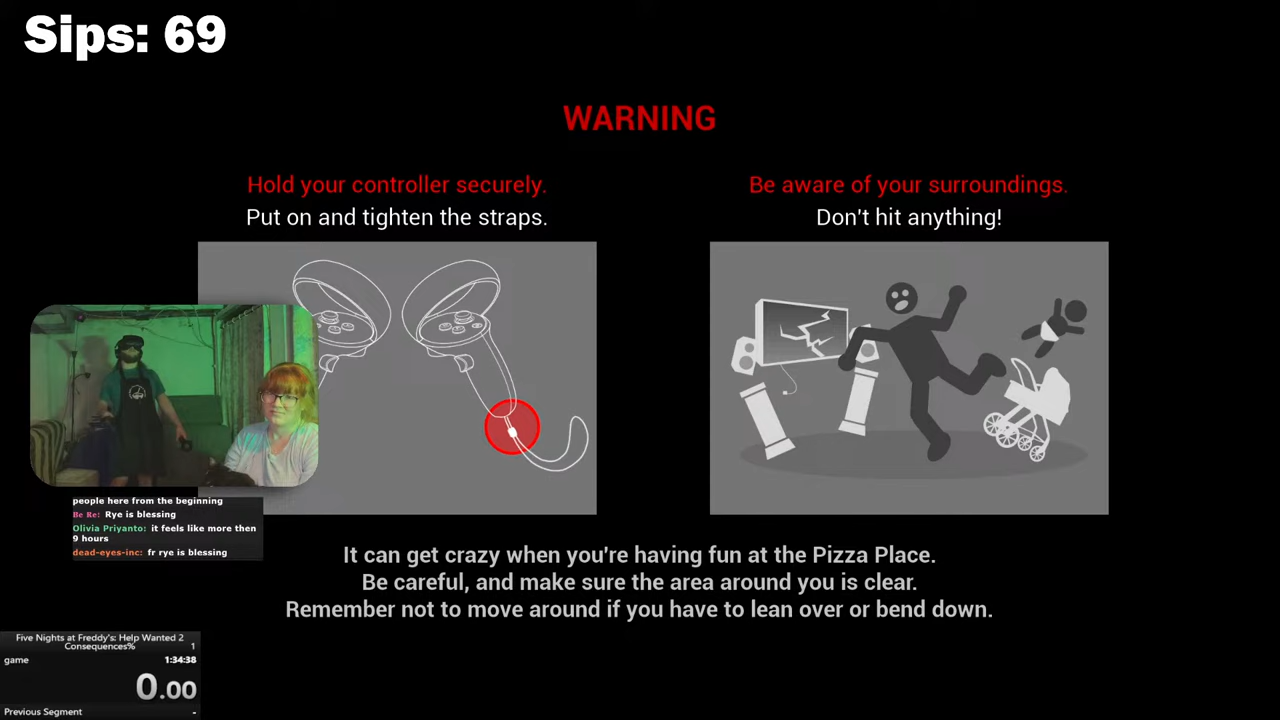 Sips: 69
WARNING
Hold your controller securely.
Put on and tighten the straps.
Be aware of your surroundings.
Don't hit anything!
people here from the beginning
Be Re: Rye is blessing
Olivia Priyanto: it feels like more then
9 hours
dead-eyes-inc: fr rye is blessing
It can get crazy when you're having fun at the Pizza Place.
Be careful, and make sure the area around you is clear.
Remember not to move around if you have to lean over or bend down.
Five Nights at Freddy's: Help Wanted 2
Consequences% 1
game 1:34:38
0.00
Previous Segment -